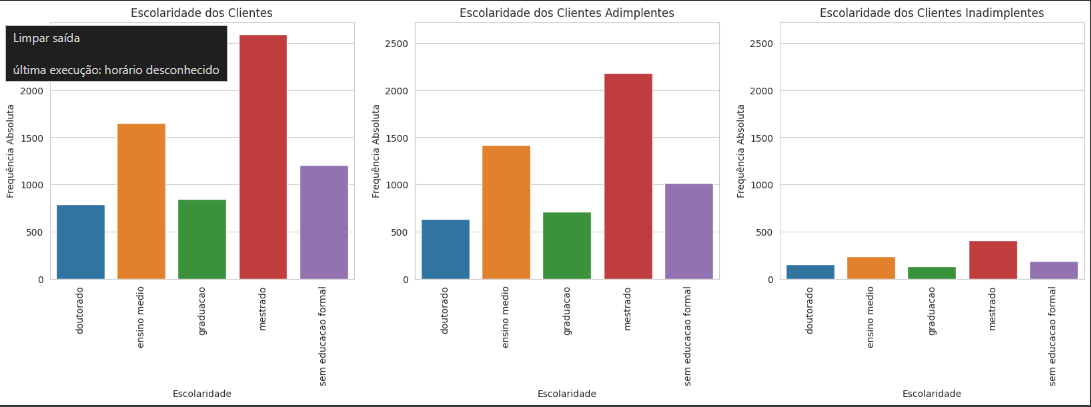 Escolaridade dos Clientes
Limpar saída
última execução: horário desconhecido
Frequência Absoluta
2000
1500
1000
500
0
doutorado
ensino medio
graduacao
mestrado
sem educacao formal
Escolaridade
Escolaridade dos Clientes Adimplentes
Frequência Absoluta
2500
2000
1500
1000
500
0
doutorado
ensino medio
graduacao
mestrado
sem educacao formal
Escolaridade
Escolaridade dos Clientes Inadimplentes
Frequência Absoluta
2500
2000
1500
1000
500
0
doutorado
ensino medio
graduacao
mestrado
sem educacao formal
Escolaridade